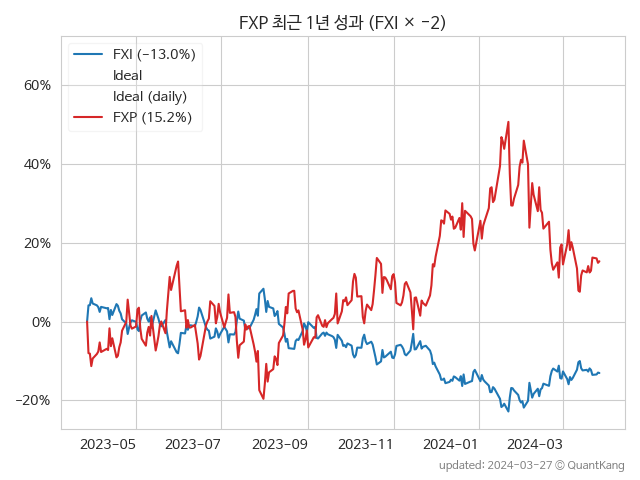 FXP 최근 1년 성과 (FXI × −2)
FXI (−13.0%)
Ideal
Ideal (daily)
FXP (15.2%)
60%
40%
20%
0%
−20%
2023-05 2023-07 2023-09 2023-11 2024-01 2024-03
updated: 2024-03-27 © QuantKang